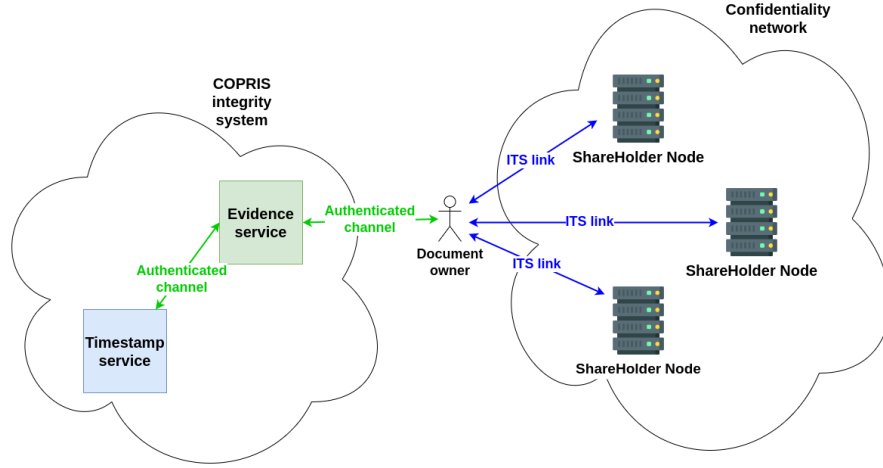 Confidentiality
network
COPRIS
integrity
system
ITS link
ShareHolder Node
Evidence
service
Authenticated
channel
Document
owner
ITS link
ShareHolder Node
ITS link
Authenticated
channel
Timestamp
service
ShareHolder Node